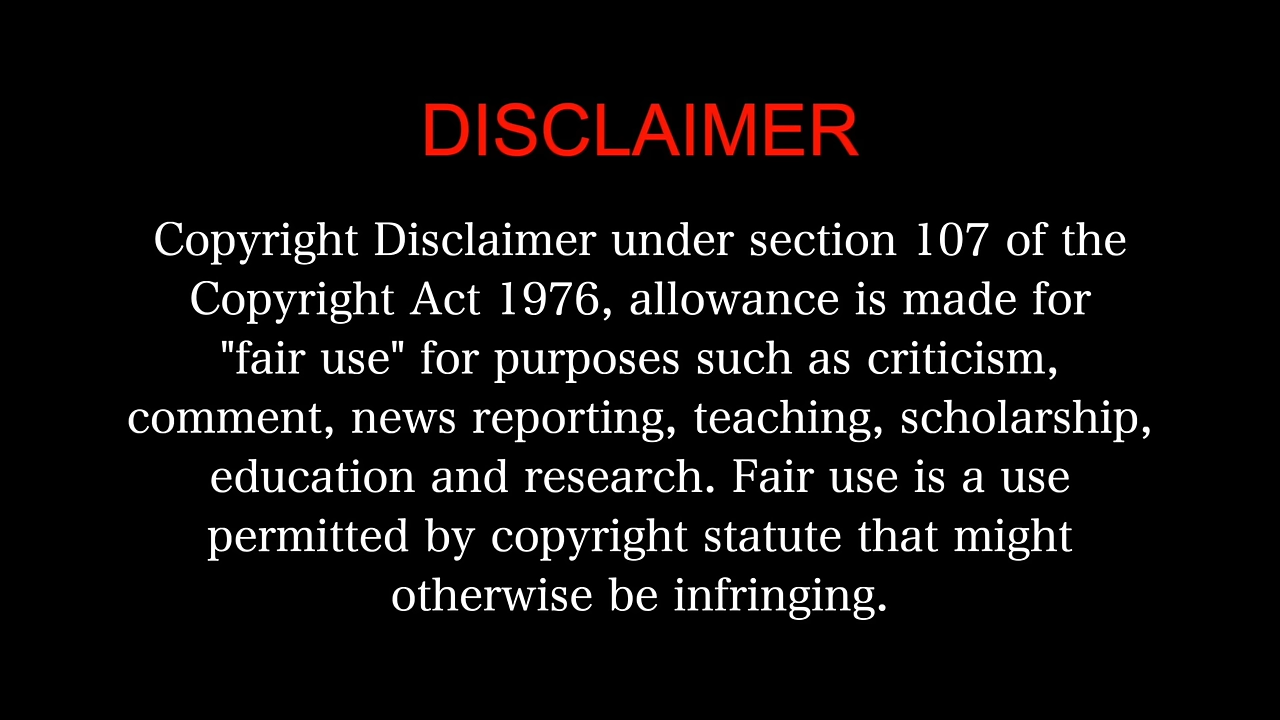 DISCLAIMER
Copyright Disclaimer under section 107 of the
Copyright Act 1976, allowance is made for
"fair use" for purposes such as criticism,
comment, news reporting, teaching, scholarship,
education and research. Fair use is a use
permitted by copyright statute that might
otherwise be infringing.